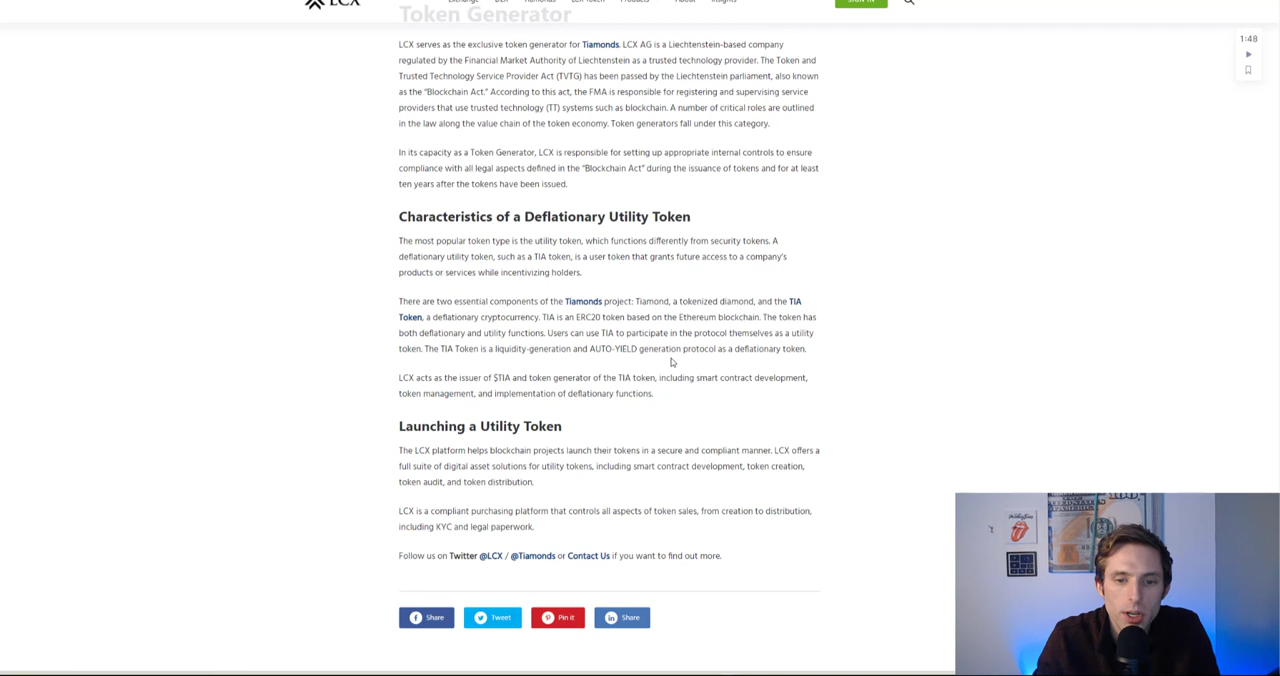 LCX
Token Generator
1:48
LCX serves as the exclusive token generator for Tiamonds. LCX AG is a Liechtenstein-based company
regulated by the Financial Market Authority of Liechtenstein as a trusted technology provider. The Token and
Trusted Technology Service Provider Act (TVTG) has been passed by the Liechtenstein parliament, also known
as the “Blockchain Act.” According to this act, the FMA is responsible for registering and supervising service
providers that use trusted technology (TT) systems such as blockchain. A number of critical roles are outlined
in the law along the value chain of the token economy. Token generators fall under this category.
In its capacity as a Token Generator, LCX is responsible for setting up appropriate internal controls to ensure
compliance with all legal aspects defined in the “Blockchain Act” during the issuance of tokens and for at least
ten years after the tokens have been issued.
Characteristics of a Deflationary Utility Token
The most popular token type is the utility token, which functions differently from security tokens. A
deflationary utility token, such as a TIA token, is a user token that grants future access to a company’s
products or services while incentivizing holders.
There are two essential components of the Tiamonds project: Tiamond, a tokenized diamond, and the TIA
Token, a deflationary cryptocurrency. TIA is an ERC20 token based on the Ethereum blockchain. The token has
both deflationary and utility functions. Users can use TIA to participate in the protocol themselves as a utility
token. The TIA Token is a liquidity-generation and AUTO-YIELD generation protocol as a deflationary token.
LCX acts as the issuer of $TIA and token generator of the TIA token, including smart contract development,
token management, and implementation of deflationary functions.
Launching a Utility Token
The LCX platform helps blockchain projects launch their tokens in a secure and compliant manner. LCX offers a
full suite of digital asset solutions for utility tokens, including smart contract development, token creation,
token audit, and token distribution.
LCX is a compliant purchasing platform that controls all aspects of token sales, from creation to distribution,
including KYC and legal paperwork.
Follow us on Twitter @LCX / @Tiamonds or Contact Us if you want to find out more.
Share Tweet Pin it Share
100